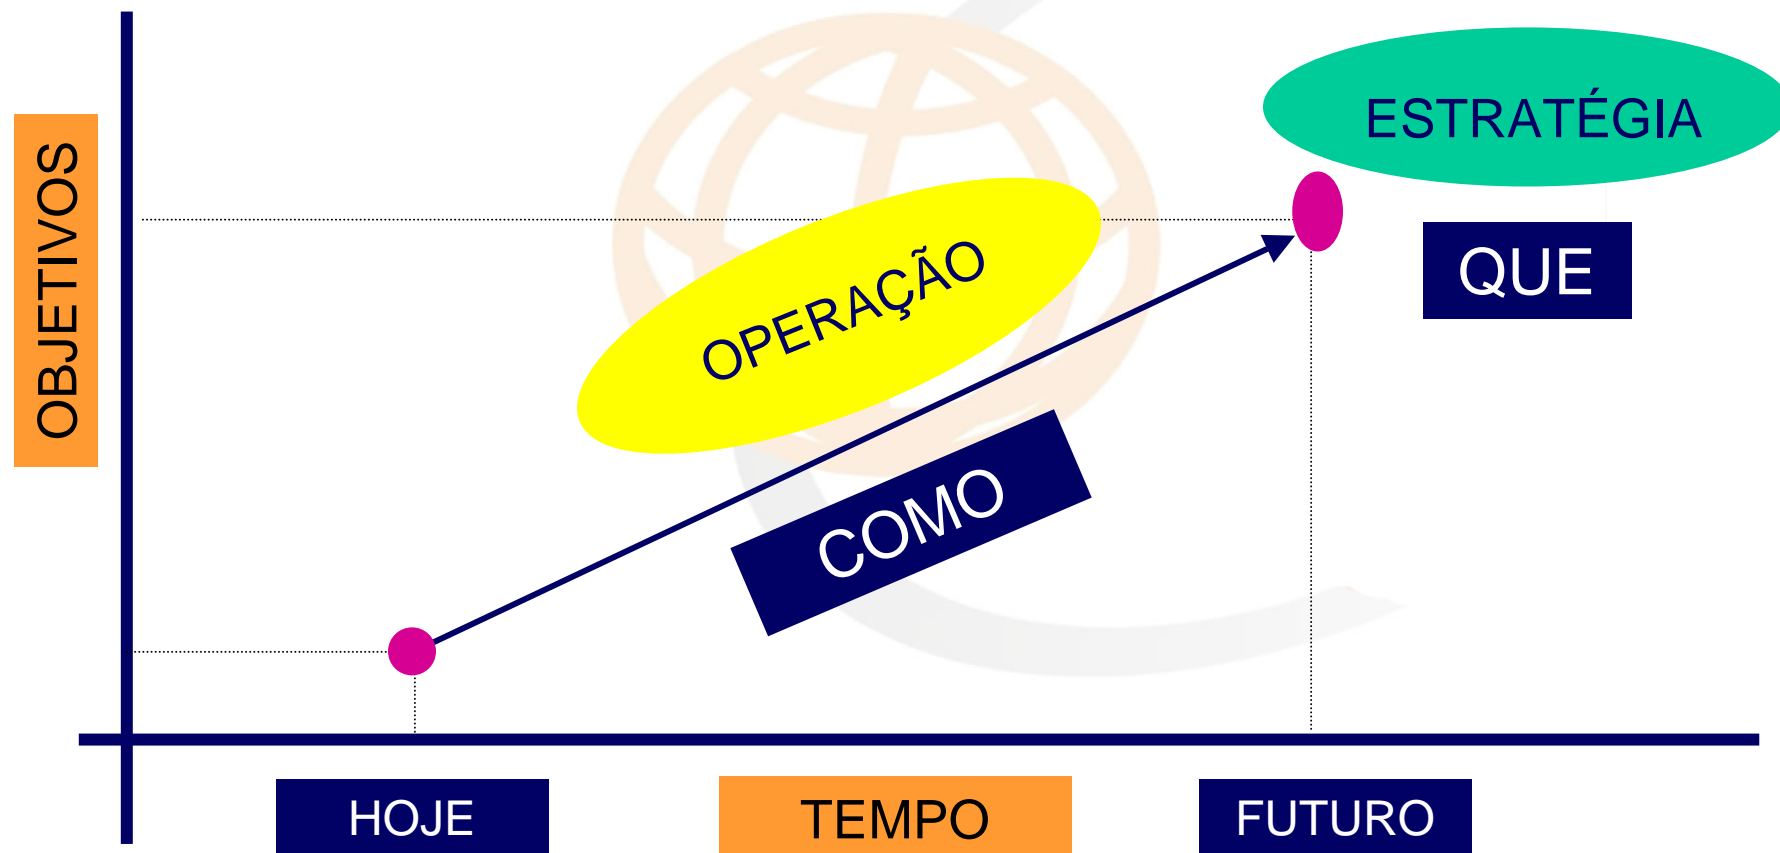 ESTRATÉGIA
OBJETIVOS
QUE
OPERAÇÃO
COMO
HOJE
TEMPO
FUTURO